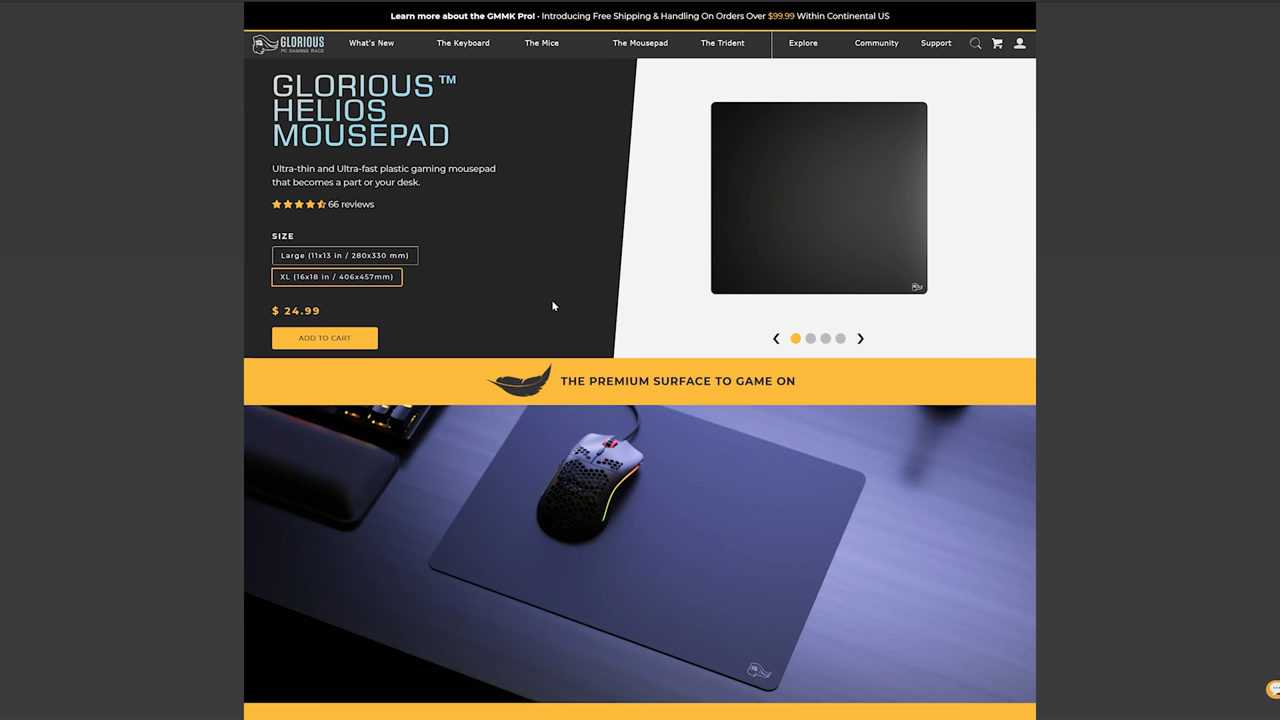 Learn more about the GMMK Pro! - Introducing Free Shipping & Handling On Orders Over $99.99 Within Continental US
GLORIOUS
PC GAMING RACE
What's New
The Keyboard
The Mice
The Mousepad
The Trident
Explore
Community
Support
GLORIOUS™
HELIOS
MOUSEPAD
Ultra-thin and Ultra-fast plastic gaming mousepad
that becomes a part or your desk.
66 reviews
SIZE
Large (11x13 in / 280x330 mm)
XL (16x18 in / 406x457mm)
$ 24.99
ADD TO CART
THE PREMIUM SURFACE TO GAME ON